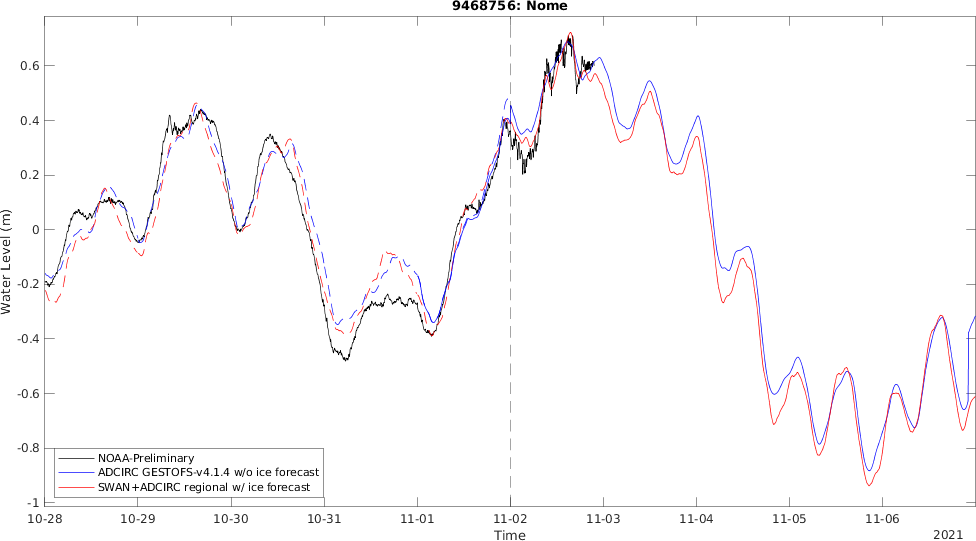 9468756: Nome
Water Level (m)
0.6
0.4
0.2
0
-0.2
-0.4
-0.6
-0.8
-1
NOAA-Preliminary
ADCIRC GESTOFS-v4.1.4 w/o ice forecast
SWAN+ADCIRC regional w/ ice forecast
10-28 10-29 10-30 10-31 11-01 11-02 11-03 11-04 11-05 11-06
Time
2021